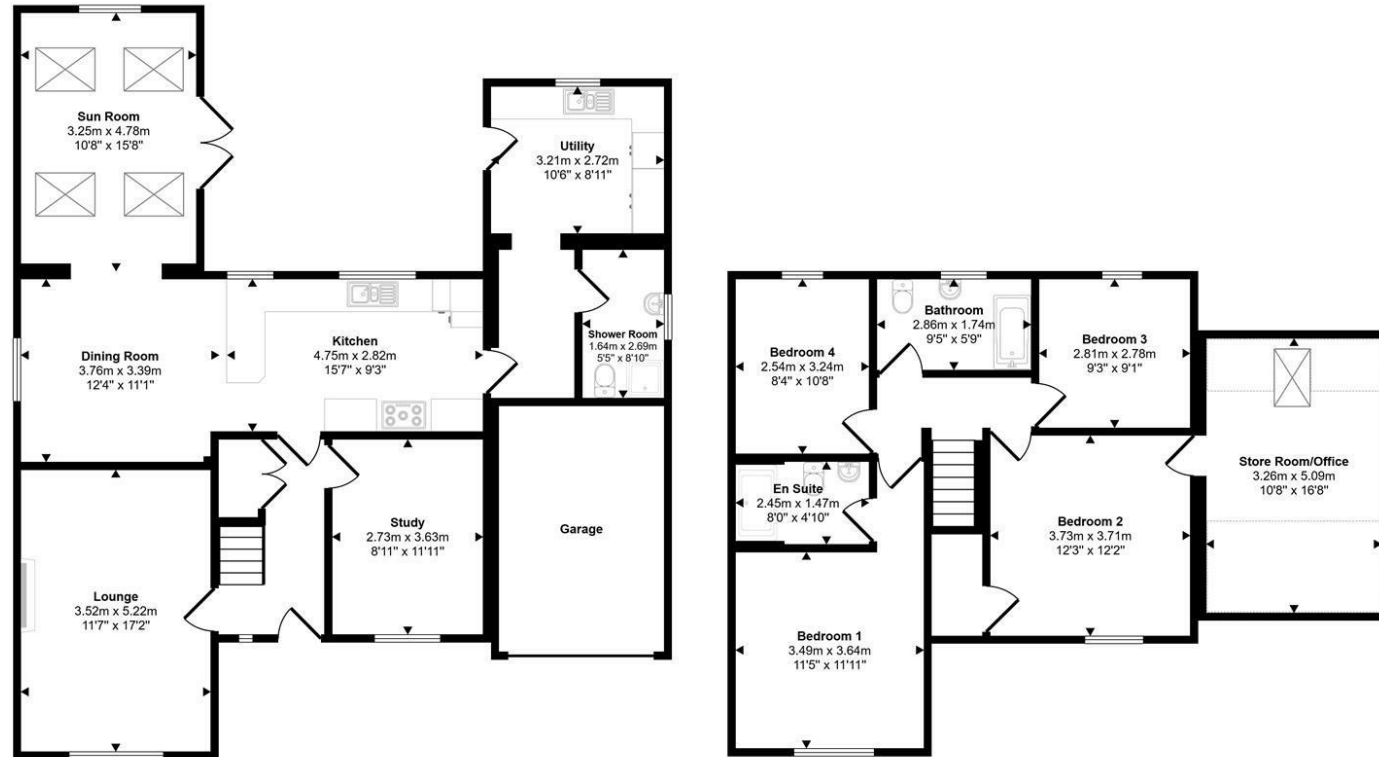 Sun Room
3.25m x 4.78m
10'8" x 15'8"
Utility
3.21m x 2.72m
10'6" x 8'11"
Dining Room
3.76m x 3.39m
12'4" x 11'1"
Kitchen
4.75m x 2.82m
15'7" x 9'3"
Shower Room
1.64m x 2.69m
5'5" x 8'10"
Lounge
3.52m x 5.22m
11'7" x 17'2"
Study
2.73m x 3.63m
8'11" x 11'11"
Garage
Bedroom 4
2.54m x 3.24m
8'4" x 10'8"
Bathroom
2.86m x 1.74m
9'5" x 5'9"
Bedroom 3
2.81m x 2.78m
9'3" x 9'1"
En Suite
2.45m x 1.47m
8'0" x 4'10"
Bedroom 2
3.73m x 3.71m
12'3" x 12'2"
Store Room/Office
3.26m x 5.09m
10'8" x 16'8"
Bedroom 1
3.49m x 3.64m
11'5" x 11'11"